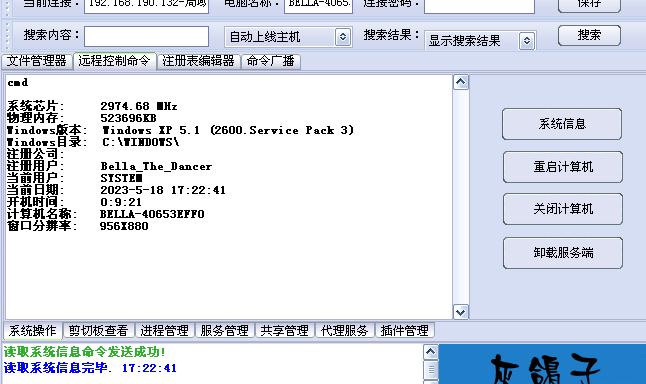 当前连接： 192.168.190.132-局域 电脑名称： BELLA-4065. 连接密码： 保存
搜索内容： 自动上线主机 搜索结果： 显示搜索结果 搜索
文件管理器 远程控制命令 注册表编辑器 命令广播
cmd
系统芯片: 2974.68 MHz
物理内存: 523696KB
Windows版本: Windows XP 5.1 (2600.Service Pack 3)
Windows目录: C:\WINDOWS\
注册公司:
注册用户: Bella_The_Dancer
当前用户: SYSTEM
当前日期: 2023-5-18 17:22:41
开机时间: 0:9:21
计算机名称: BELLA-40653EFF0
窗口分辨率: 956X880
系统信息
重启计算机
关闭计算机
卸载服务端
系统操作 剪切板查看 进程管理 服务管理 共享管理 代理服务 插件管理
读取系统信息命令发送成功!
读取系统信息完毕. 17:22:41
灰鸽子